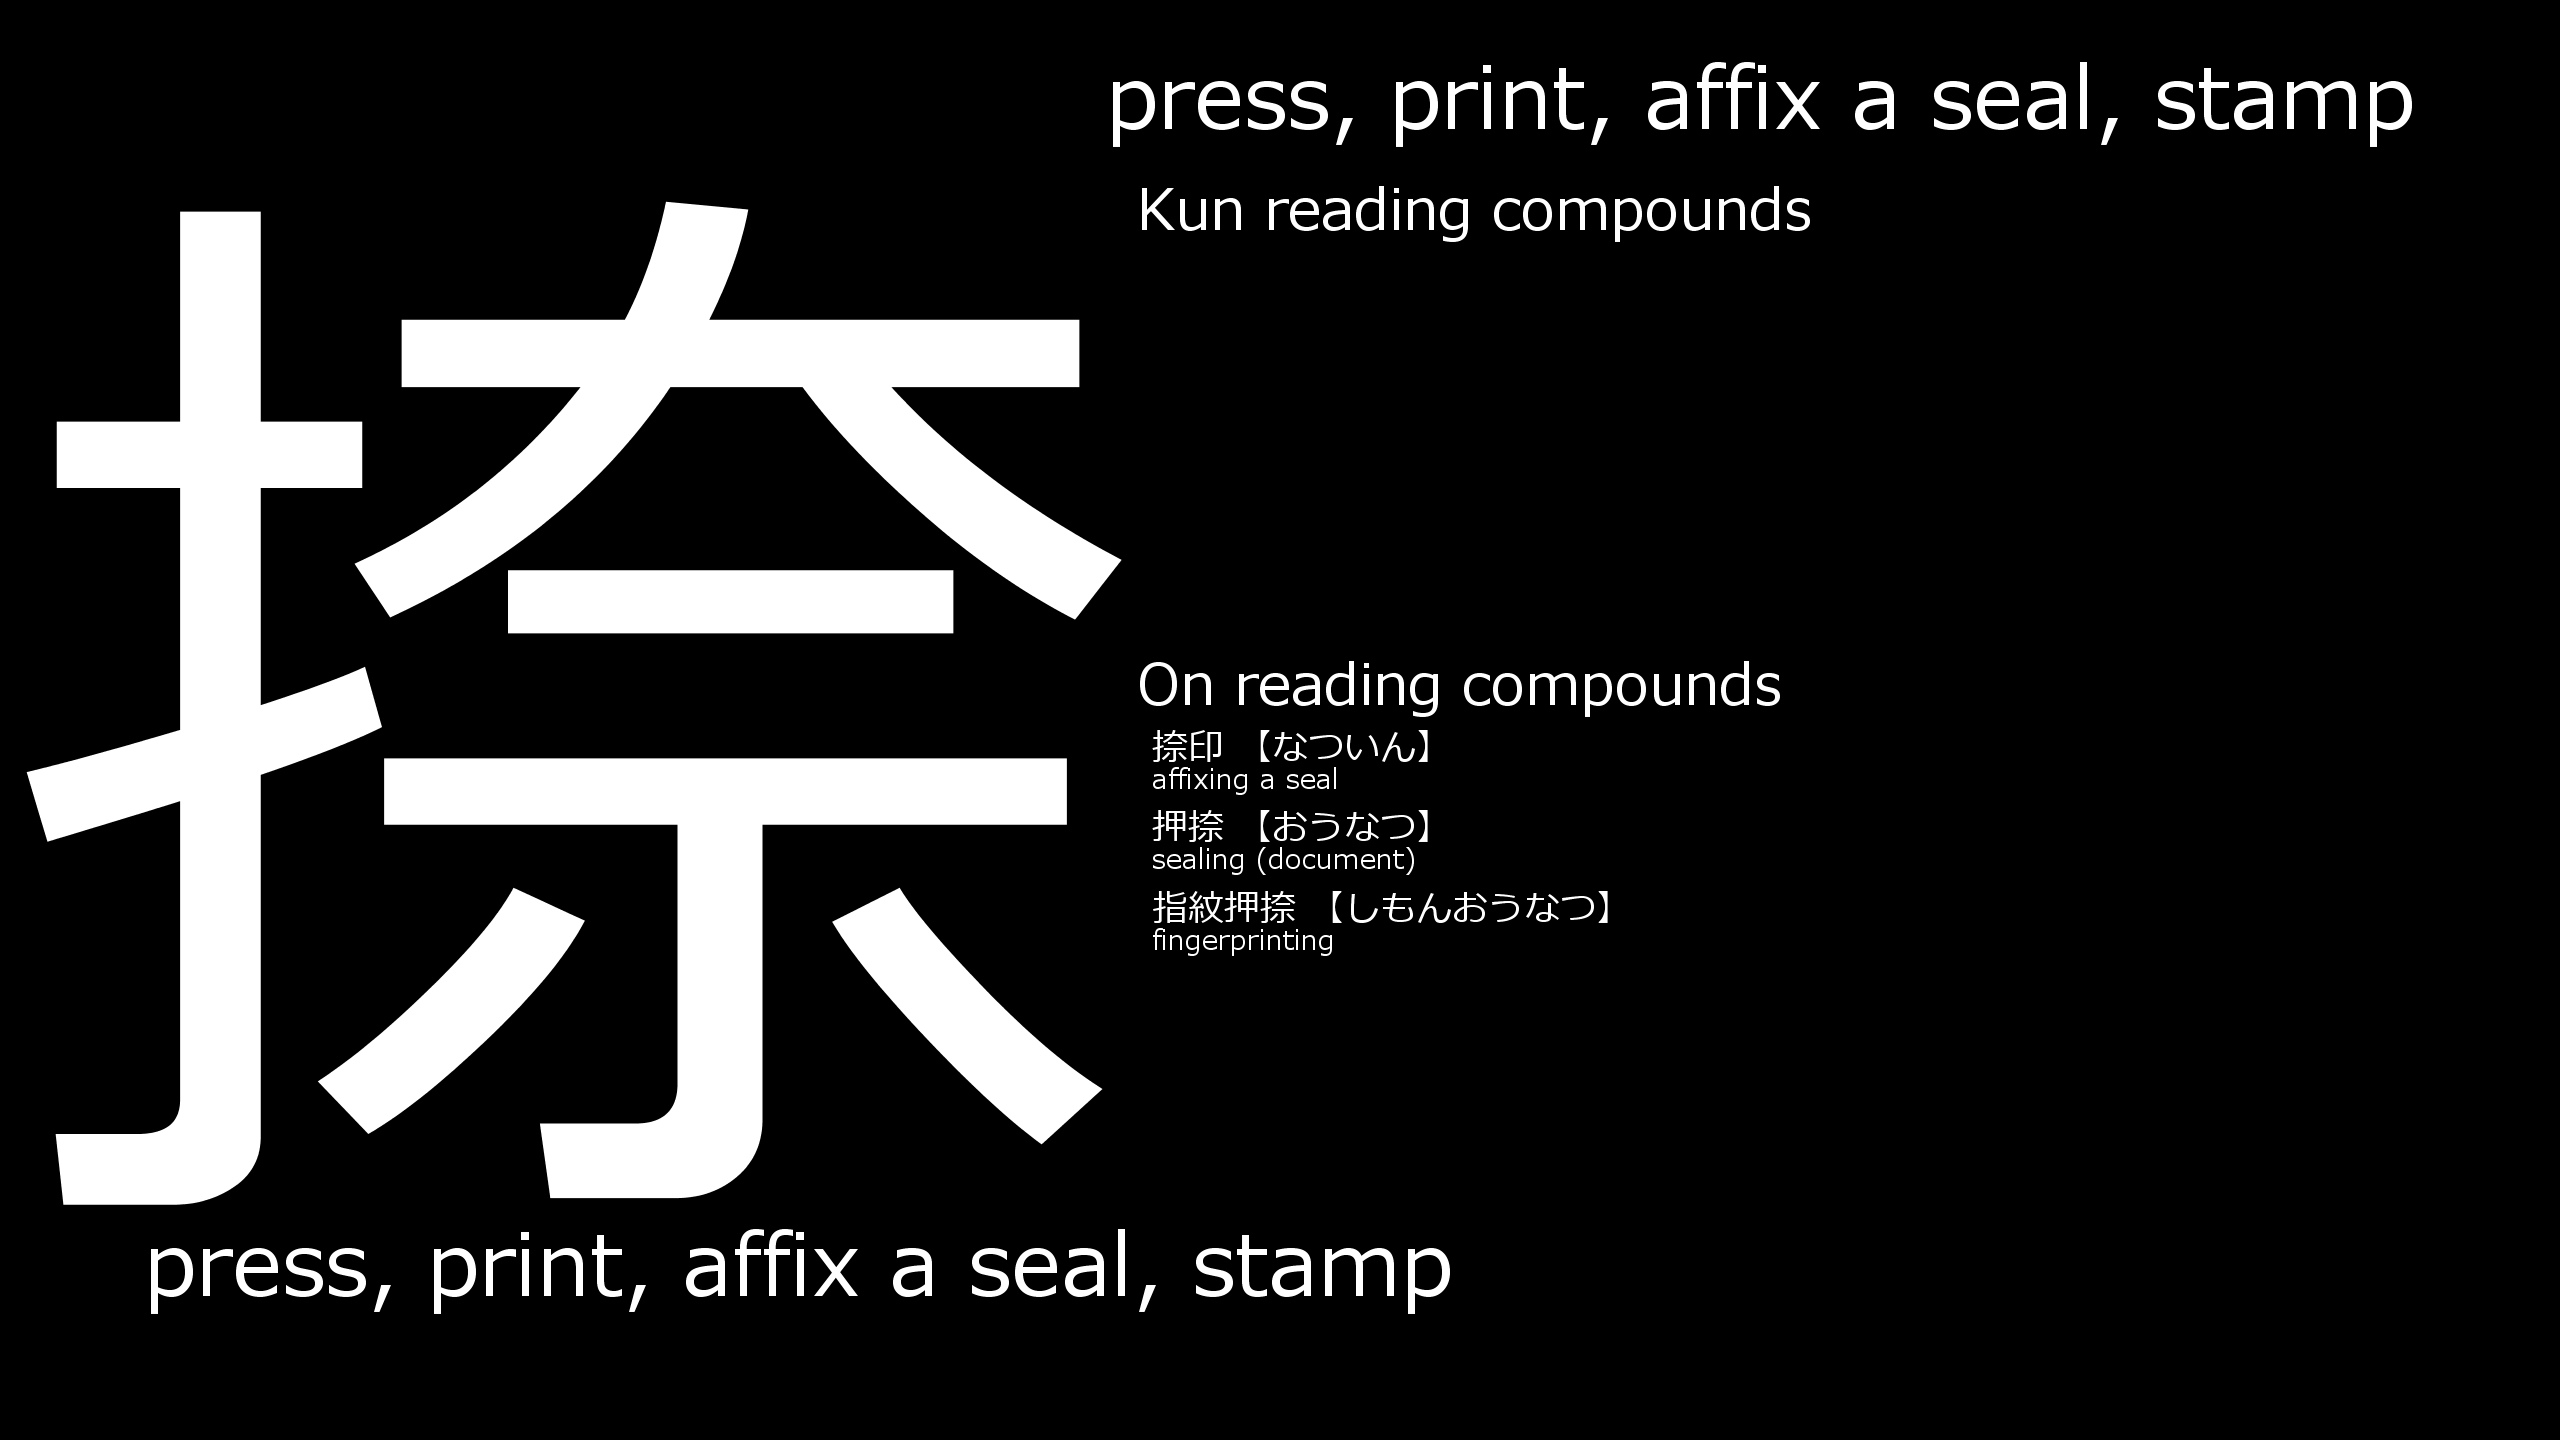 捺
press, print, affix a seal, stamp
Kun reading compounds
On reading compounds
捺印 【なついん】
affixing a seal
押捺 【おうなつ】
sealing (document)
指紋押捺 【しもんおうなつ】
fingerprinting
press, print, affix a seal, stamp